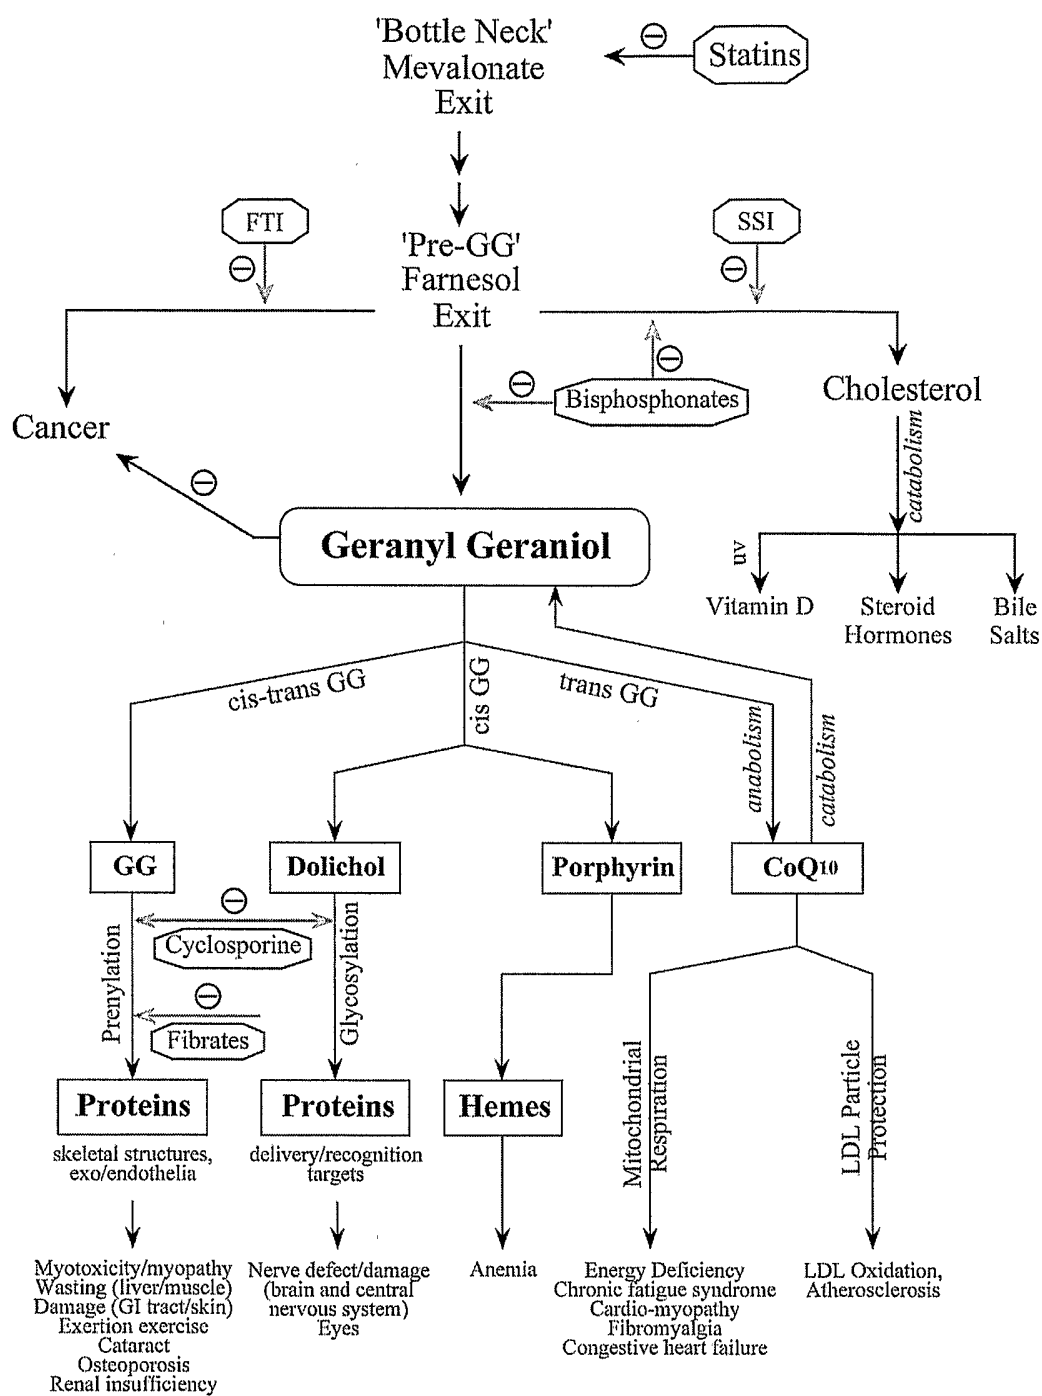 'Bottle Neck'
Mevalonate
Exit
Statins
FTI
SSI
'Pre-GG'
Farnesol
Exit
Bisphosphonates
Cancer
Cholesterol
catabolism
Geranyl Geraniol
uv
Vitamin D
Steroid
Hormones
Bile
Salts
cis-trans GG
cis GG
trans GG
anabolism
catabolism
GG
Dolichol
Porphyrin
CoQ10
Prenylation
Cyclosporine
Glycosylation
Fibrates
Mitochondrial
Respiration
LDL Particle
Protection
Proteins
Proteins
Hemes
skeletal structures,
exo/endothelia
delivery/recognition
targets
Myotoxicity/myopathy
Wasting (liver/muscle)
Damage (GI tract/skin)
Exertion exercise
Cataract
Osteoporosis
Renal insufficiency
Nerve defect/damage
(brain and central
nervous system)
Eyes
Anemia
Energy Deficiency
Chronic fatigue syndrome
Cardio-myopathy
Fibromyalgia
Congestive heart failure
LDL Oxidation,
Atherosclerosis